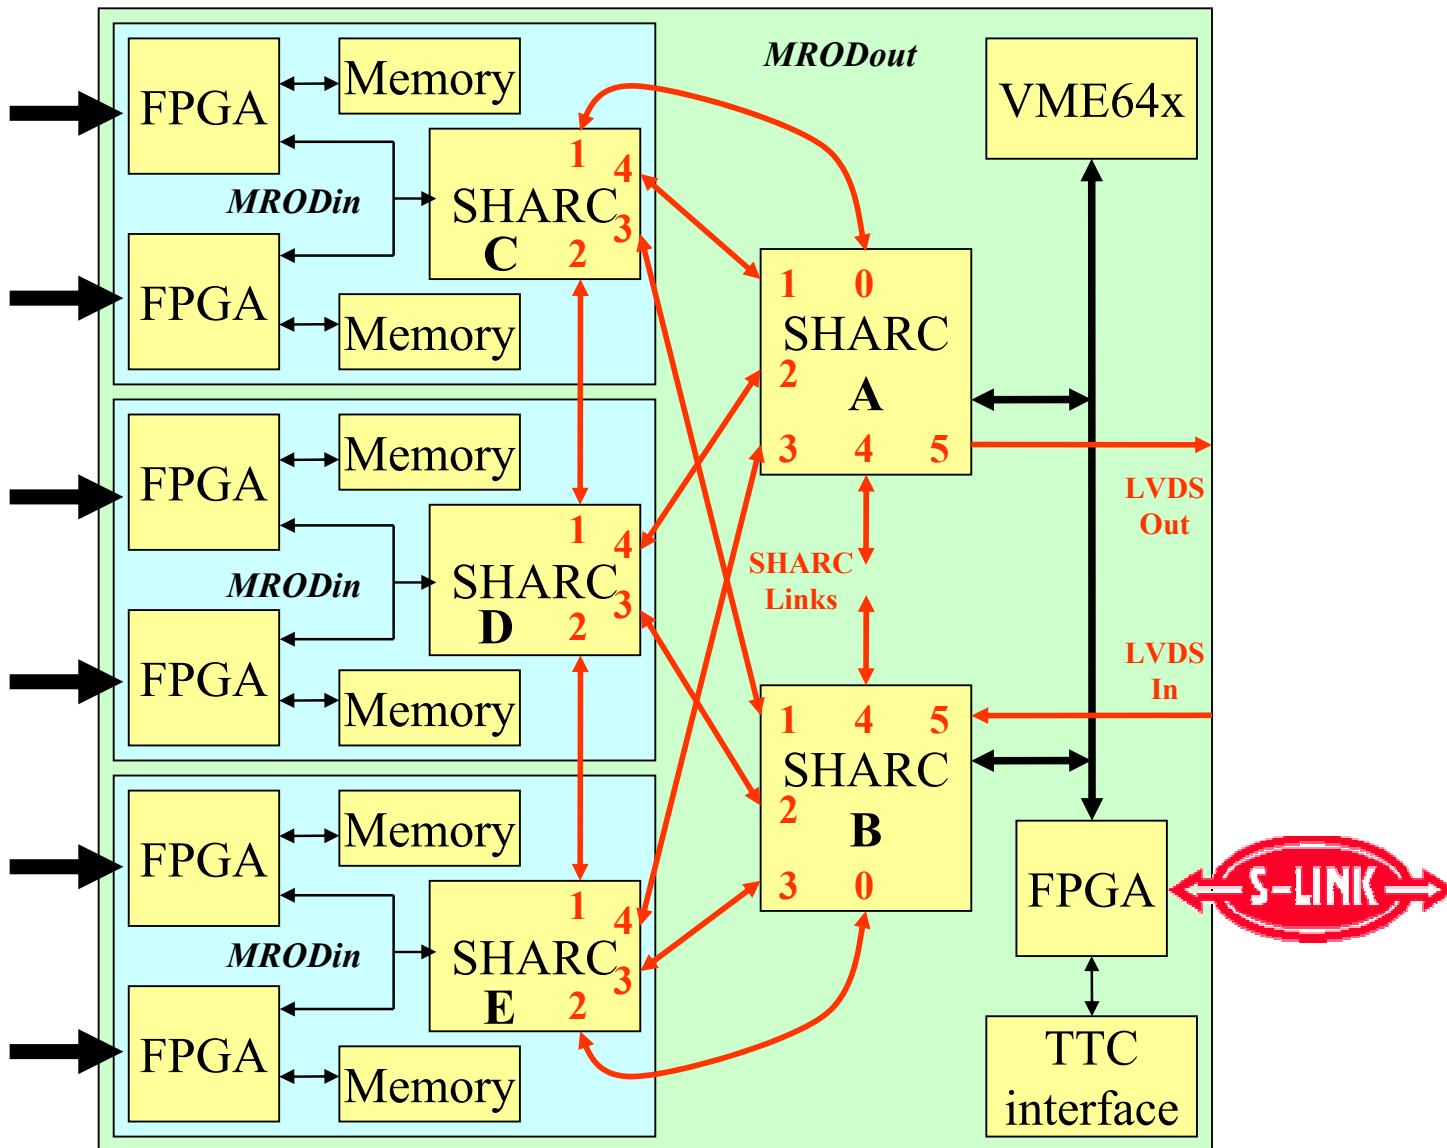 MRODout
FPGA
Memory
VME64x
MRODin
1
4
SHARC
3
C
2
FPGA
Memory
1
0
SHARC
2
A
3
4
5
LVDS
Out
FPGA
Memory
MRODin
1
4
SHARC
3
D
2
FPGA
Memory
SHARC
Links
LVDS
In
1
4
5
SHARC
2
B
3
0
FPGA
Memory
MRODin
1
4
SHARC
3
E
2
FPGA
Memory
FPGA
S-LINK
TTC
interface